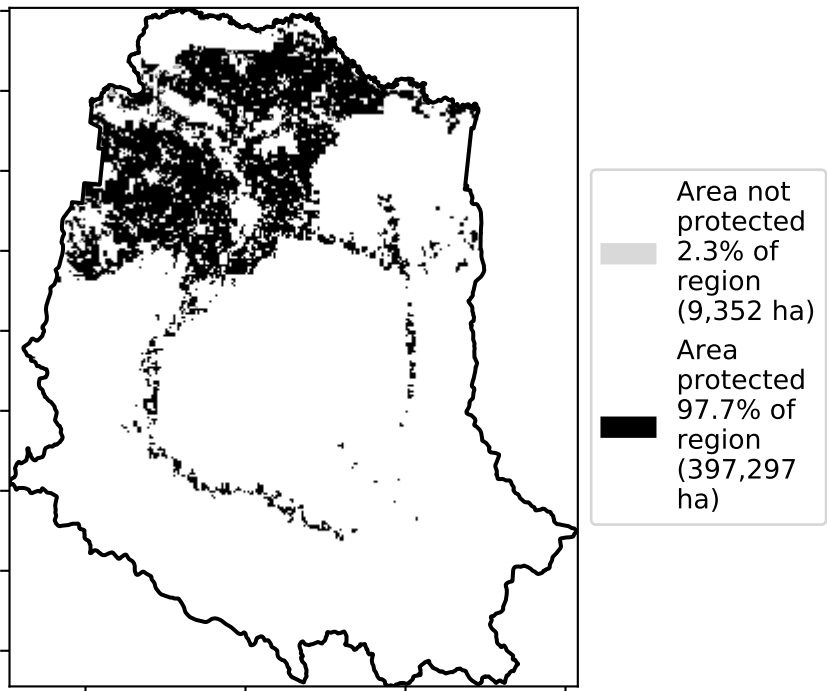 Area not
protected
2.3% of
region
(9,352 ha)
Area
protected
97.7% of
region
(397,297
ha)